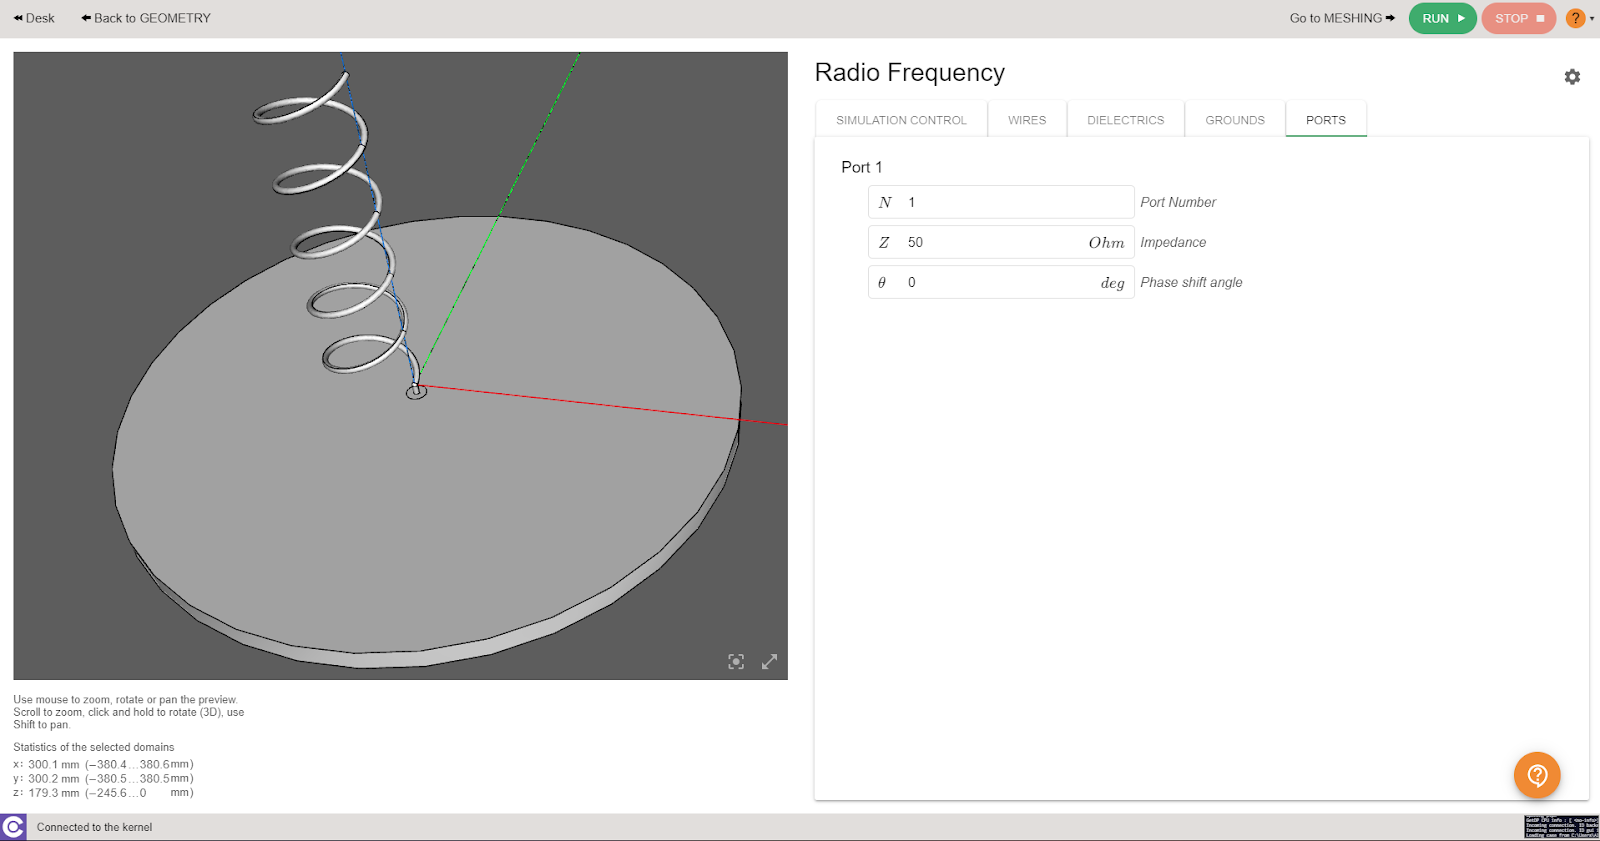 Desk
Back to GEOMETRY
Go to MESHING
RUN
STOP
?
Radio Frequency
SIMULATION CONTROL
WIRES
DIELECTRICS
GROUNDS
PORTS
Port 1
N 1 Port Number
Z 50 Ohm Impedance
θ 0 deg Phase shift angle
Use mouse to zoom, rotate or pan the preview.
Scroll to zoom, click and hold to rotate (3D), use
Shift to pan.
Statistics of the selected domains
x: 300.1 mm (−380.4...380.6mm)
y: 300.2 mm (−380.5...380.5mm)
z: 179.3 mm (−245.6...0 mm)
Connected to the kernel